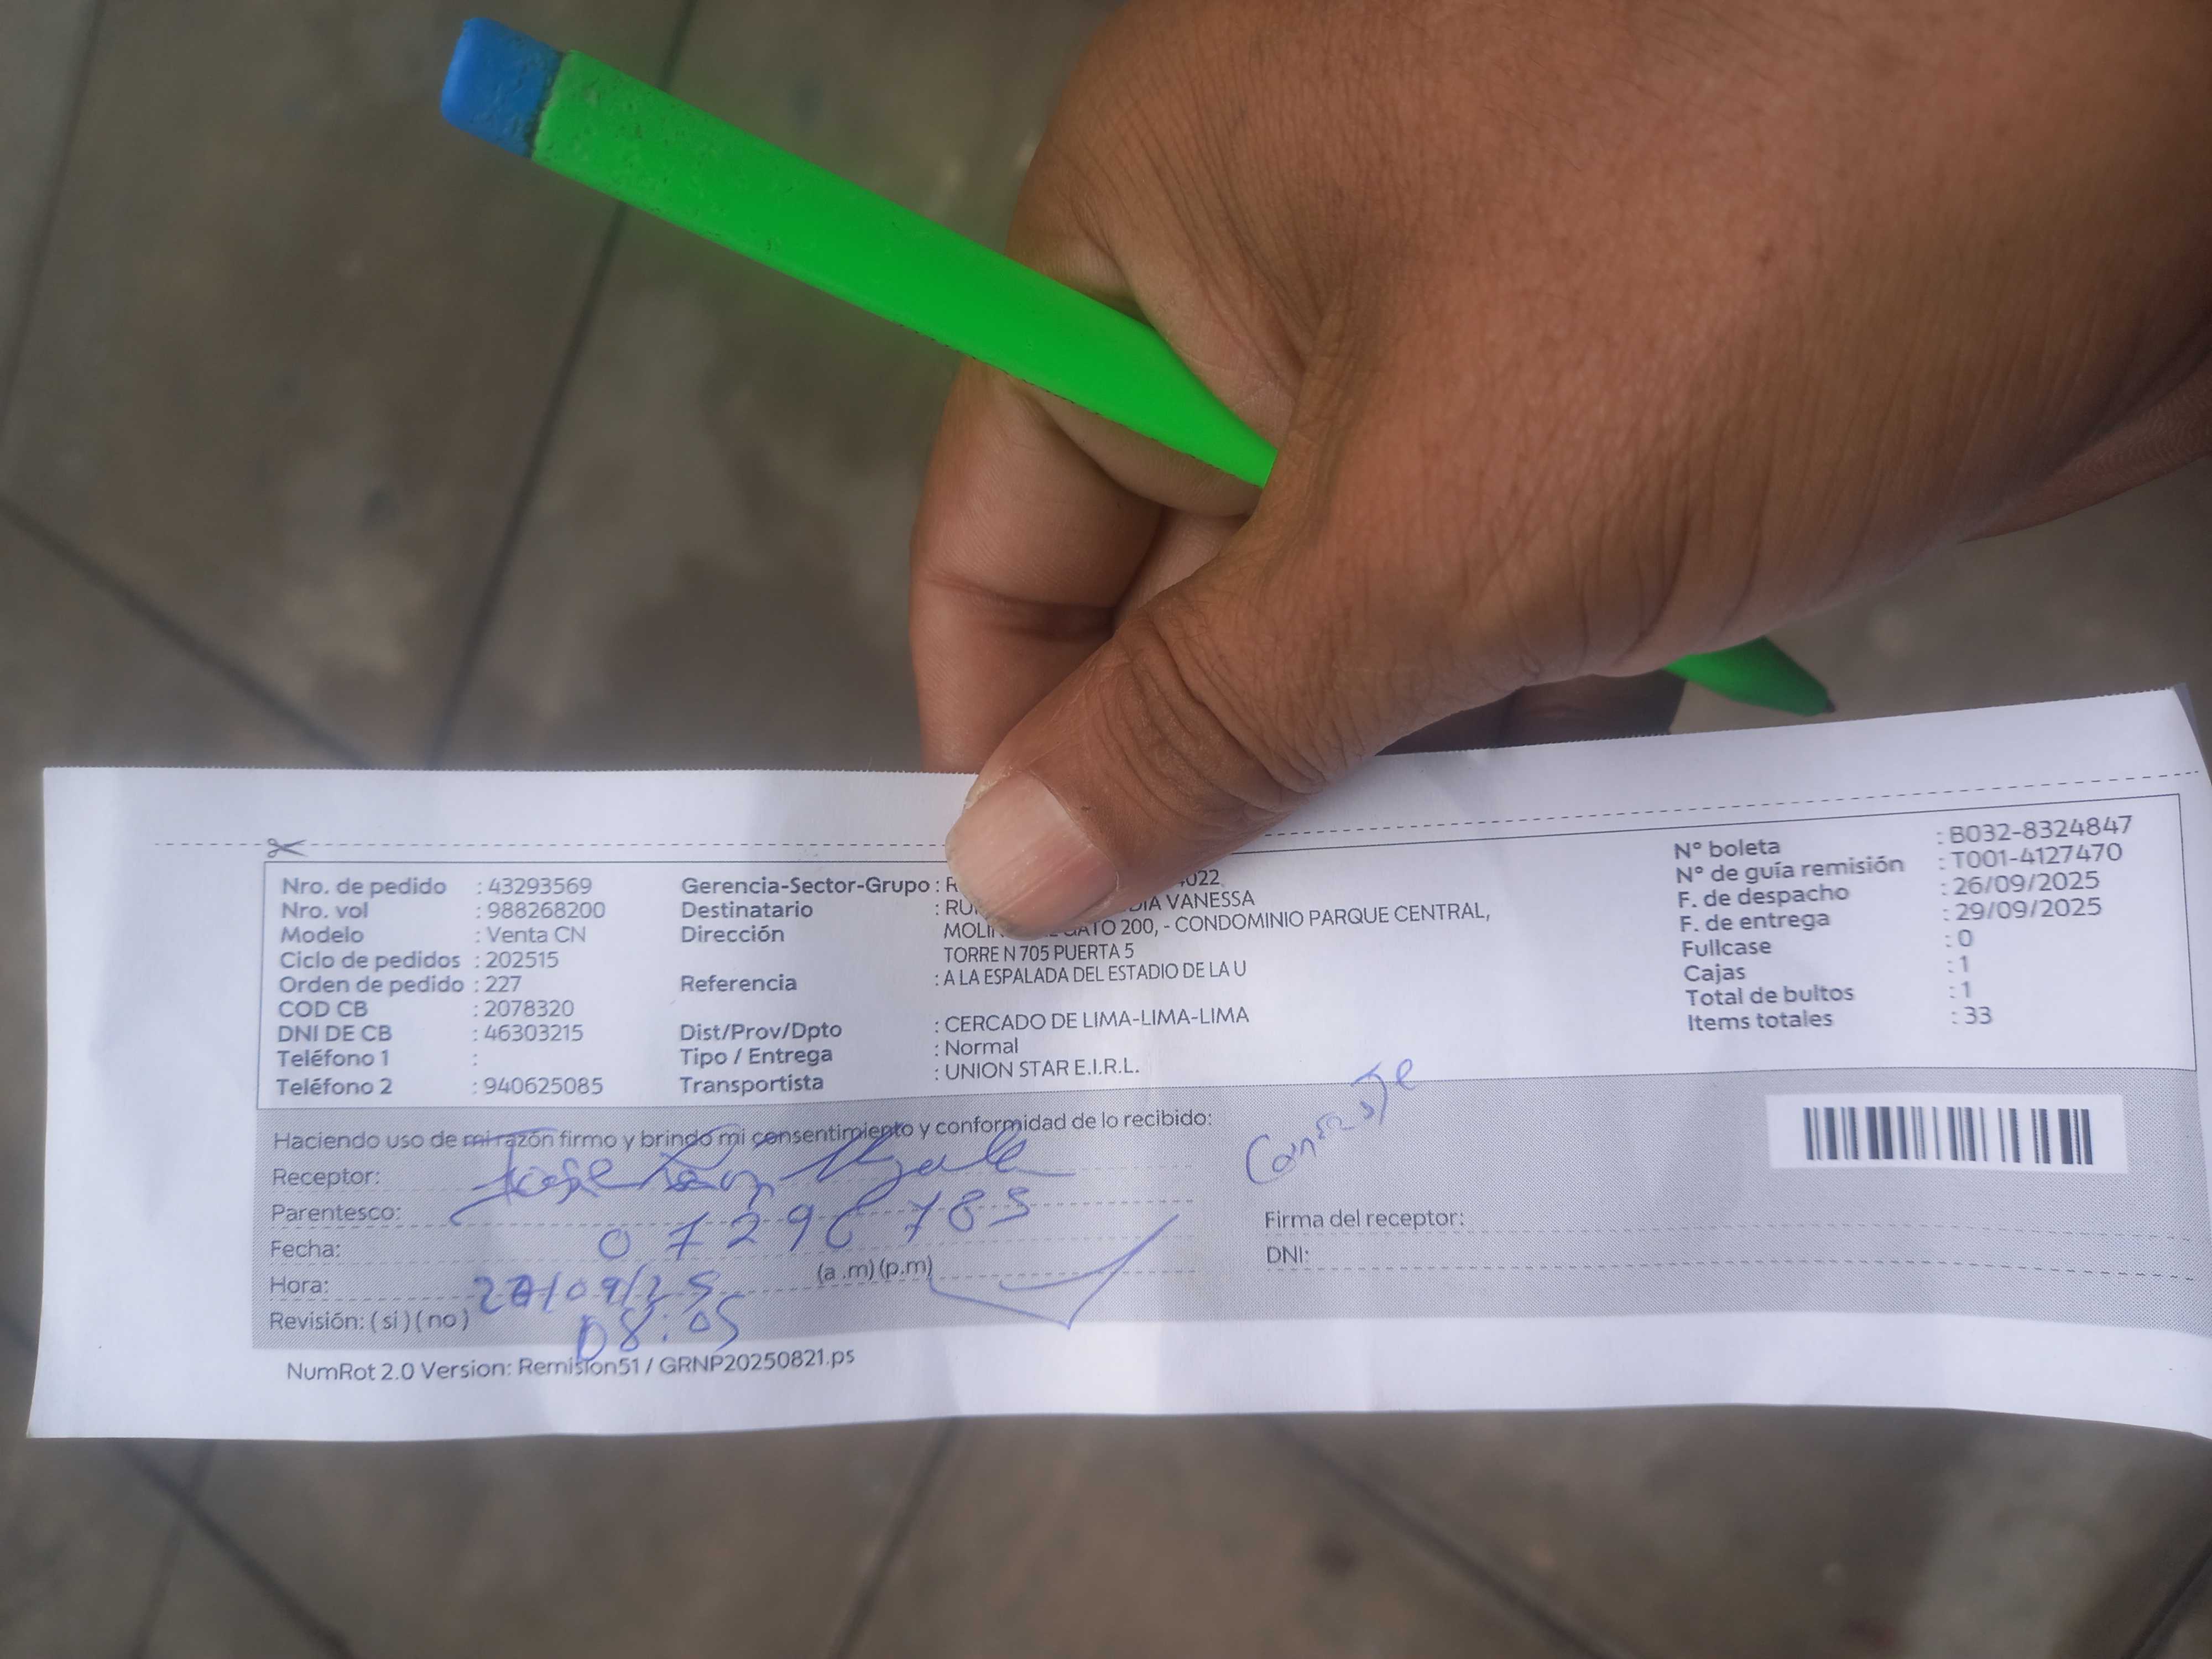 Nro. de pedido : 43293569
Nro. vol : 988268200
Modelo : Venta CN
Ciclo de pedidos : 202515
Orden de pedido : 227
COD CB : 2078320
DNI DE CB : 46303215
Teléfono 1 :
Teléfono 2 : 940625085
Gerencia-Sector-Grupo :
Destinatario : VANESSA
Dirección 200, - CONDOMINIO PARQUE CENTRAL,
TORRE N 705 PUERTA 5
Referencia : A LA ESPALADA DEL ESTADIO DE LA U
Dist/Prov/Dpto : CERCADO DE LIMA-LIMA-LIMA
Tipo / Entrega : Normal
Transportista : UNION STAR E.I.R.L.
N° boleta : B032-8324847
N° de guía remisión : T001-4127470
F. de despacho : 26/09/2025
F. de entrega : 29/09/2025
Fullcase : 0
Cajas : 1
Total de bultos : 1
Items totales : 33
Haciendo uso de mi razón firmo y brindo mi consentimiento y conformidad de lo recibido:
Receptor:
Parentesco:
Fecha:
Hora: (a .m) (p.m)
Revisión: ( si ) ( no )
08:05
Firma del receptor:
DNI:
NumRot 2.0 Version: Remision51 / GRNP20250821.ps